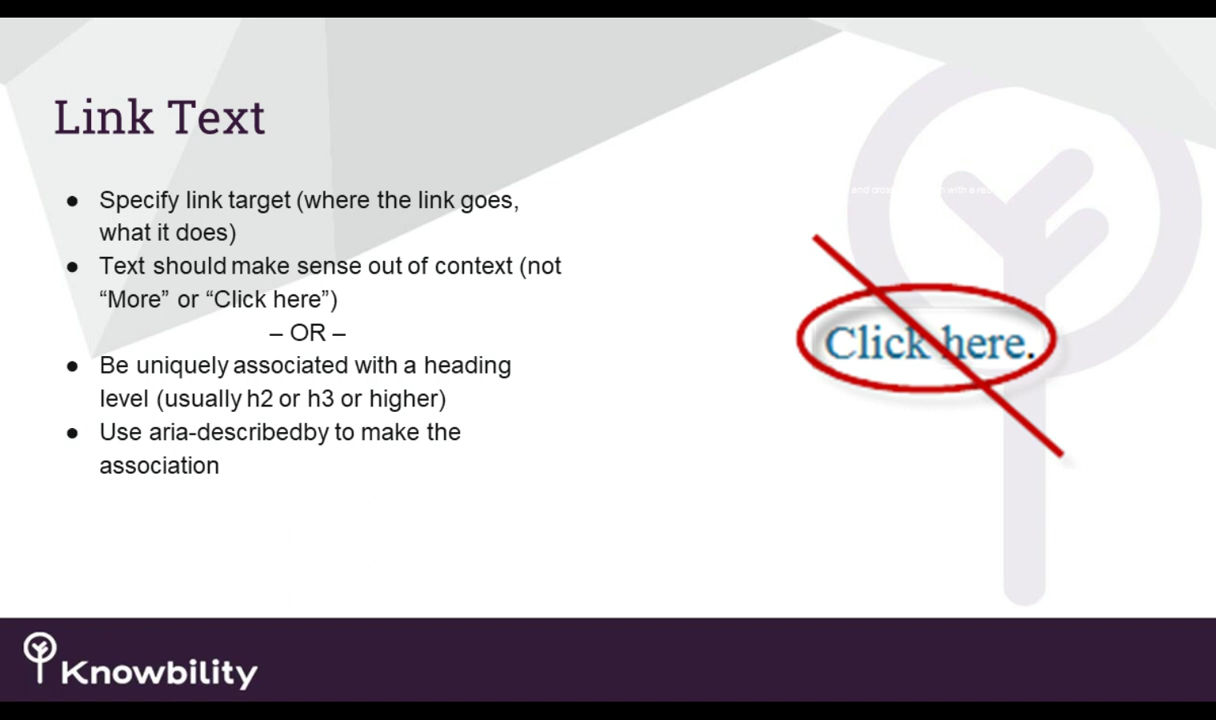 Link Text
● Specify link target (where the link goes,
what it does)
● Text should make sense out of context (not
“More” or “Click here”)
– OR –
● Be uniquely associated with a heading
level (usually h2 or h3 or higher)
● Use aria-describedby to make the
association
Click here.
Knowbility